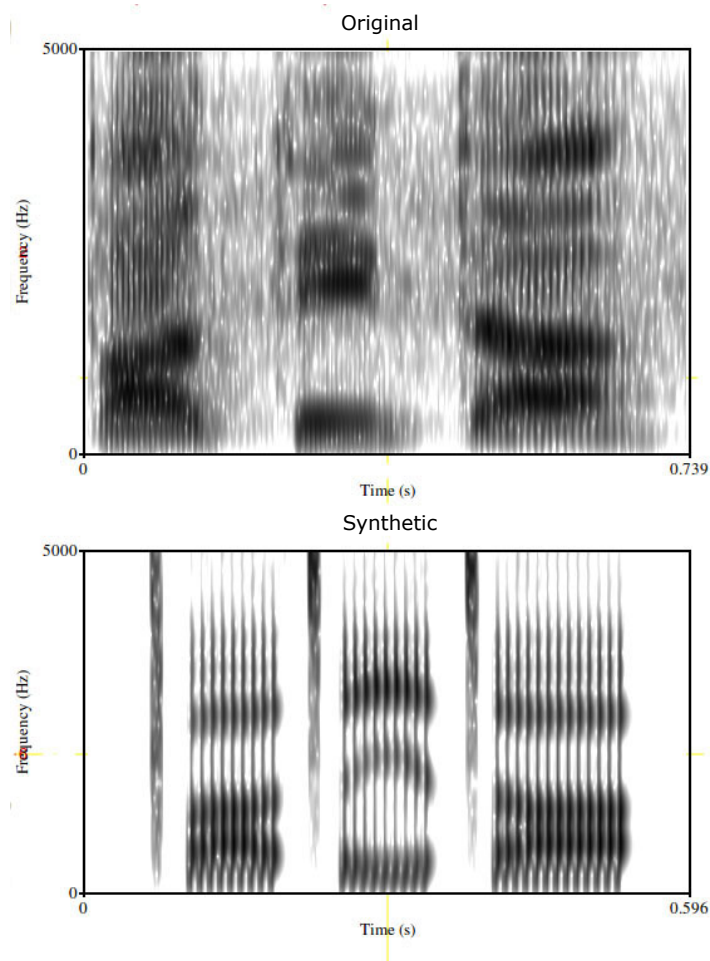 Original
5000
Frequency (Hz)
0
0
0.739
Time (s)
Synthetic
5000
Frequency (Hz)
0
0
0.596
Time (s)